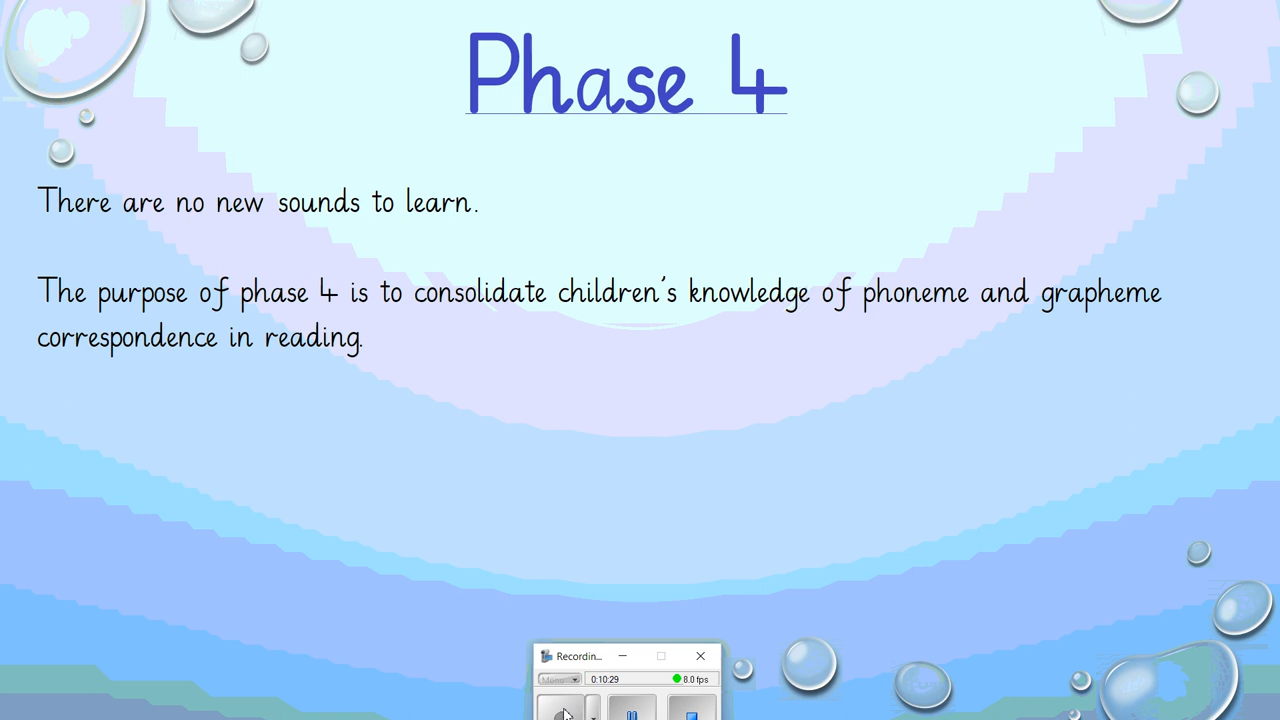 Phase 4
There are no new sounds to learn.
The purpose of phase 4 is to consolidate children's knowledge of phoneme and grapheme
correspondence in reading.
Recordin...
Menu
0:10:29
8.0 fps